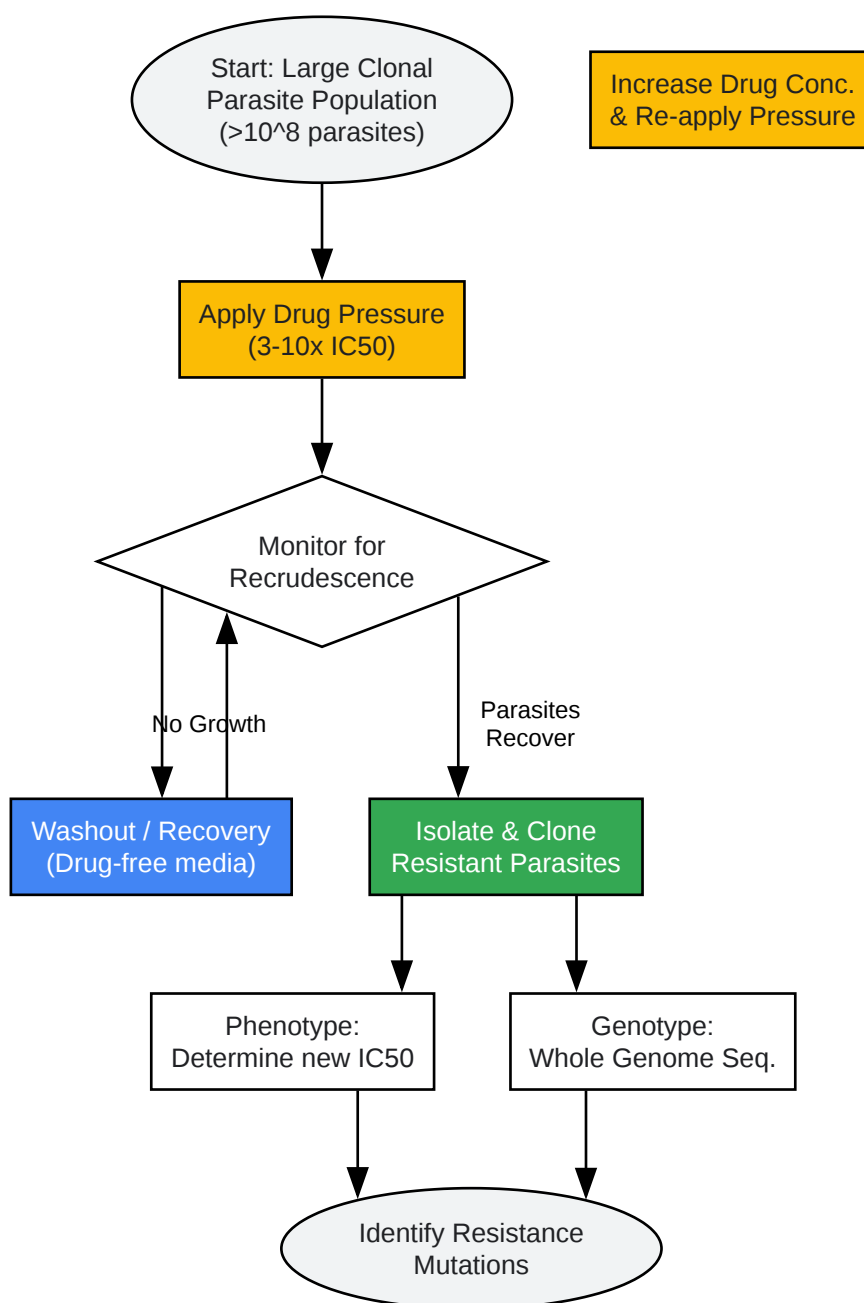 Start: Large Clonal
Parasite Population
(>10^8 parasites)
Increase Drug Conc.
& Re-apply Pressure
Apply Drug Pressure
(3-10x IC50)
Monitor for
Recrudescence
No Growth
Parasites
Recover
Washout / Recovery
(Drug-free media)
Isolate & Clone
Resistant Parasites
Phenotype:
Determine new IC50
Genotype:
Whole Genome Seq.
Identify Resistance
Mutations